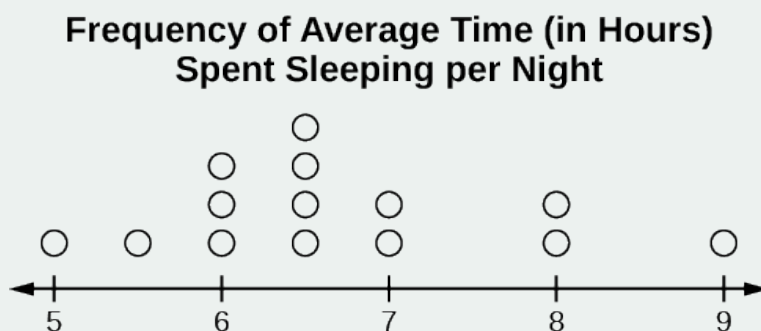 Frequency of Average Time (in Hours)
Spent Sleeping per Night
5 6 7 8 9